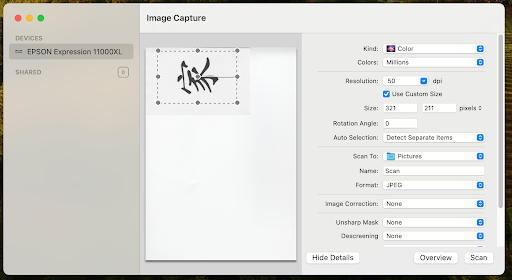 Image Capture
DEVICES
EPSON Expression 11000XL
SHARED
0
Kind: Color
Colors: Millions
Resolution: 50 dpi
Use Custom Size
Size: 321 211 pixels
Rotation Angle: 0
Auto Selection: Detect Separate Items
Scan To: Pictures
Name: Scan
Format: JPEG
Image Correction: None
Unsharp Mask None
Descreening None
Hide Details Overview Scan